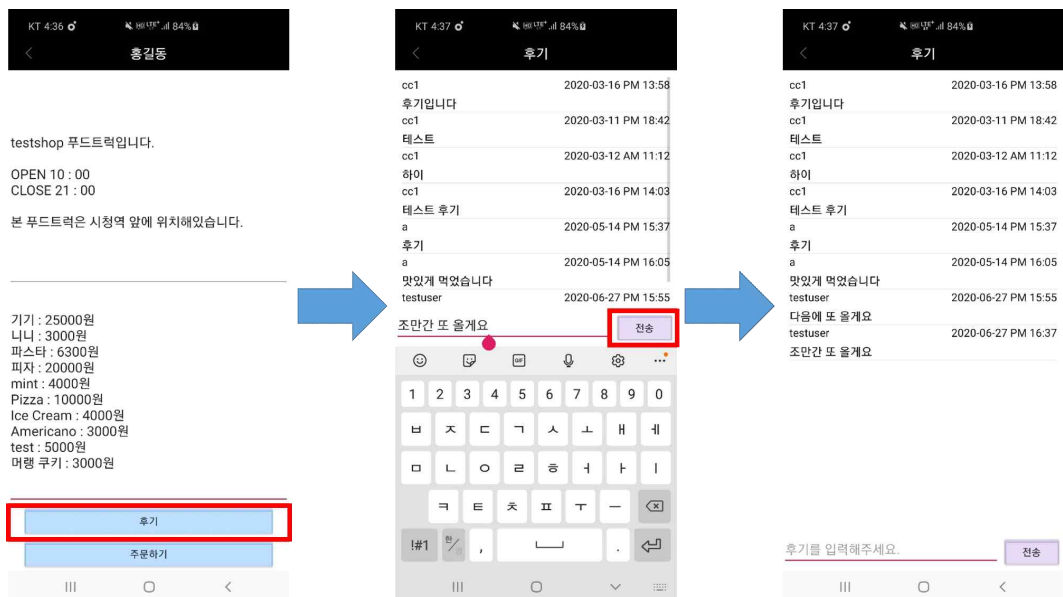 KT 4:36
LTE+ 84%
홍길동
testshop 푸드트럭입니다.
OPEN 10 : 00
CLOSE 21 : 00
본 푸드트럭은 시청역 앞에 위치해있습니다.
기기 : 25000원
니니 : 3000원
파스타 : 6300원
피자 : 20000원
mint : 4000원
Pizza : 10000원
Ice Cream : 4000원
Americano : 3000원
test : 5000원
머랭 쿠키 : 3000원
후기
주문하기
KT 4:37
LTE+ 84%
후기
cc1 2020-03-16 PM 13:58
후기입니다
cc1 2020-03-11 PM 18:42
테스트
cc1 2020-03-12 AM 11:12
하이
cc1 2020-03-16 PM 14:03
테스트 후기
a 2020-05-14 PM 15:37
후기
a 2020-05-14 PM 16:05
맛있게 먹었습니다
testuser 2020-06-27 PM 15:55
조만간 또 올게요 전송
GIF
1 2 3 4 5 6 7 8 9 0
ㅂ ㅈ ㄷ ㄱ ㅅ ㅗ ㅐ ㅔ
ㅁ ㄴ ㅇ ㄹ ㅎ ㅓ ㅏ ㅣ
ㅋ ㅌ ㅊ ㅍ ㅜ ㅡ
!#1 한/ , .
KT 4:37
LTE+ 84%
후기
cc1 2020-03-16 PM 13:58
후기입니다
cc1 2020-03-11 PM 18:42
테스트
cc1 2020-03-12 AM 11:12
하이
cc1 2020-03-16 PM 14:03
테스트 후기
a 2020-05-14 PM 15:37
후기
a 2020-05-14 PM 16:05
맛있게 먹었습니다
testuser 2020-06-27 PM 15:55
다음에 또 올게요
testuser 2020-06-27 PM 16:37
조만간 또 올게요
후기를 입력해주세요. 전송